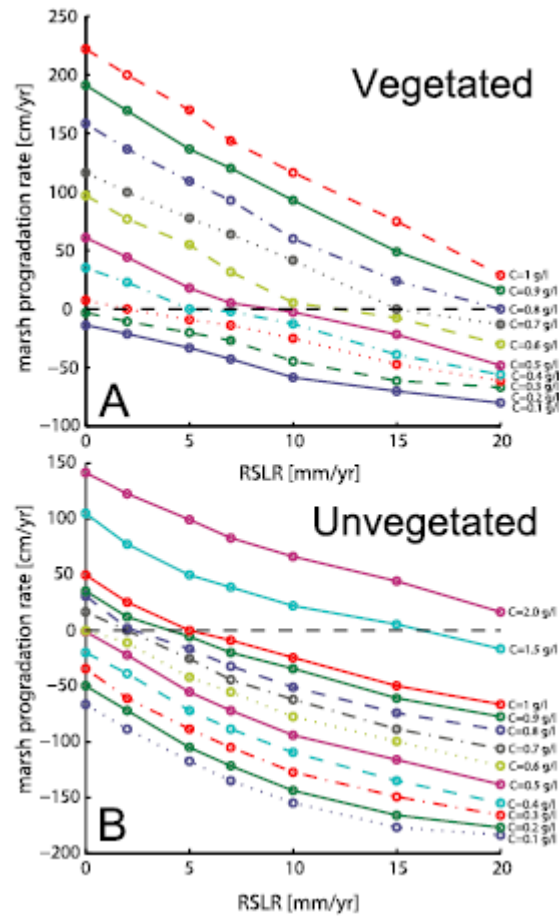 Vegetated
marsh progradation rate [cm/yr]
250
200
150
100
50
0
−50
−100
C=1 g/l
C=0.9 g/l
C=0.8 g/l
C=0.7 g/l
C=0.6 g/l
C=0.5 g/l
C=0.4 g/l
C=0.3 g/l
C=0.2 g/l
C=0.1 g/l
A
0 5 10 15 20
RSLR [mm/yr]
Unvegetated
marsh progradation rate [cm/yr]
150
100
50
0
−50
−100
−150
−200
C=2.0 g/l
C=1.5 g/l
C=1 g/l
C=0.9 g/l
C=0.8 g/l
C=0.7 g/l
C=0.6 g/l
C=0.5 g/l
C=0.4 g/l
C=0.3 g/l
C=0.2 g/l
C=0.1 g/l
B
0 5 10 15 20
RSLR [mm/yr]